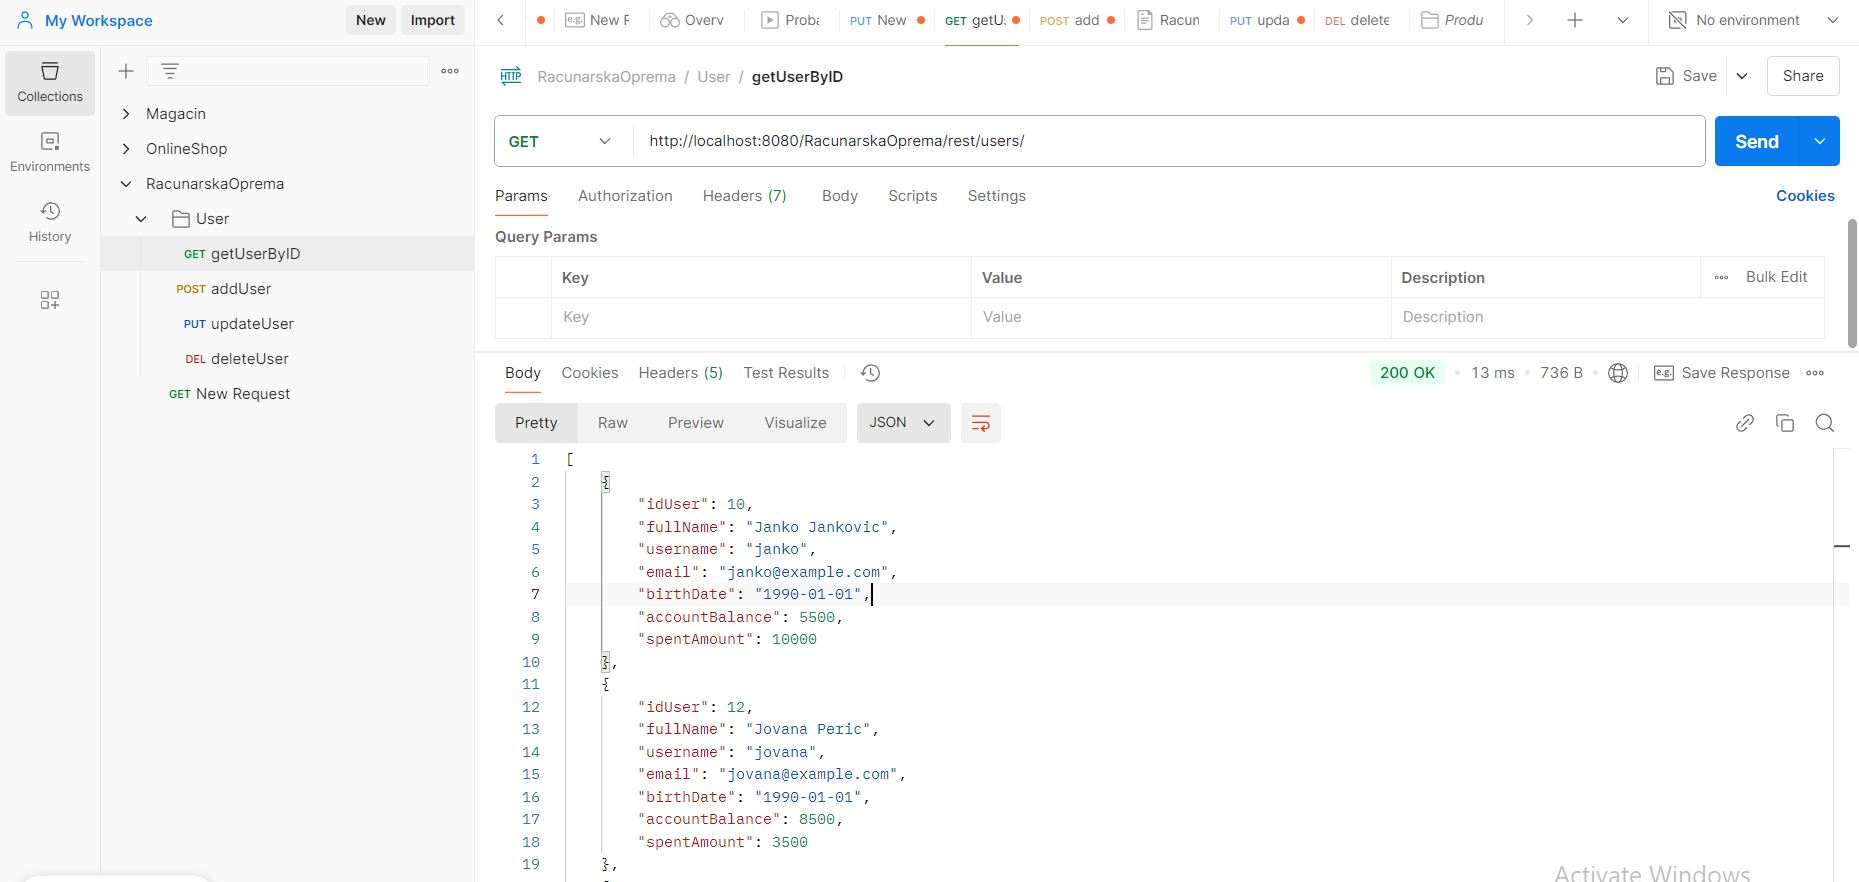 My Workspace
New
Import
New F
Overv
Proba
PUT New
GET getU
POST add
Racun
PUT upda
DEL delete
Produ
No environment
Collections
Environments
History
Magacin
OnlineShop
RacunarskaOprema
User
GET getUserByID
POST addUser
PUT updateUser
DEL deleteUser
GET New Request
HTTP RacunarskaOprema / User / getUserByID
Save
Share
GET
http://localhost:8080/RacunarskaOprema/rest/users/
Send
Params Authorization Headers (7) Body Scripts Settings
Cookies
Query Params
Key Value Description Bulk Edit
Key Value Description
Body Cookies Headers (5) Test Results
200 OK • 13 ms • 736 B
e.g. Save Response
Pretty Raw Preview Visualize JSON
1 [
2 {
3 "idUser": 10,
4 "fullName": "Janko Jankovic",
5 "username": "janko",
6 "email": "janko@example.com",
7 "birthDate": "1990-01-01",
8 "accountBalance": 5500,
9 "spentAmount": 10000
10 },
11 {
12 "idUser": 12,
13 "fullName": "Jovana Peric",
14 "username": "jovana",
15 "email": "jovana@example.com",
16 "birthDate": "1990-01-01",
17 "accountBalance": 8500,
18 "spentAmount": 3500
19 },
Activate Windows